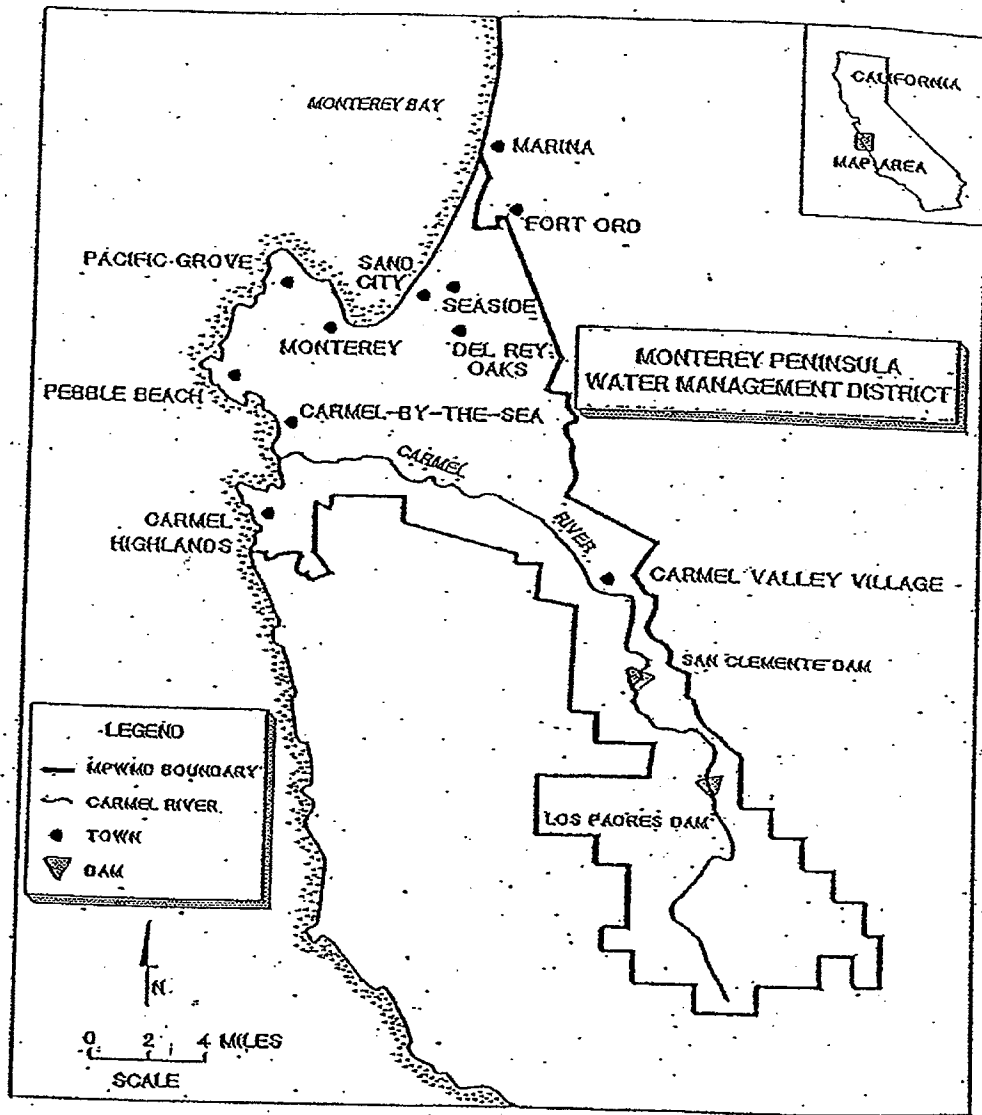 MONTEREY BAY
CALIFORNIA
MAP AREA
MARINA
FORT ORD
PACIFIC GROVE
SAND
CITY
SEASIDE
MONTEREY
DEL REY
OAKS
MONTEREY PENINSULA
WATER MANAGEMENT DISTRICT
PEBBLE BEACH
CARMEL-BY-THE-SEA
CARMEL
RIVER
CARMEL
HIGHLANDS
CARMEL VALLEY VILLAGE
SAN CLEMENTE DAM
LOS PADRES DAM
LEGEND
MPWMD BOUNDARY
CARMEL RIVER
TOWN
DAM
N
0 2 4 MILES
SCALE